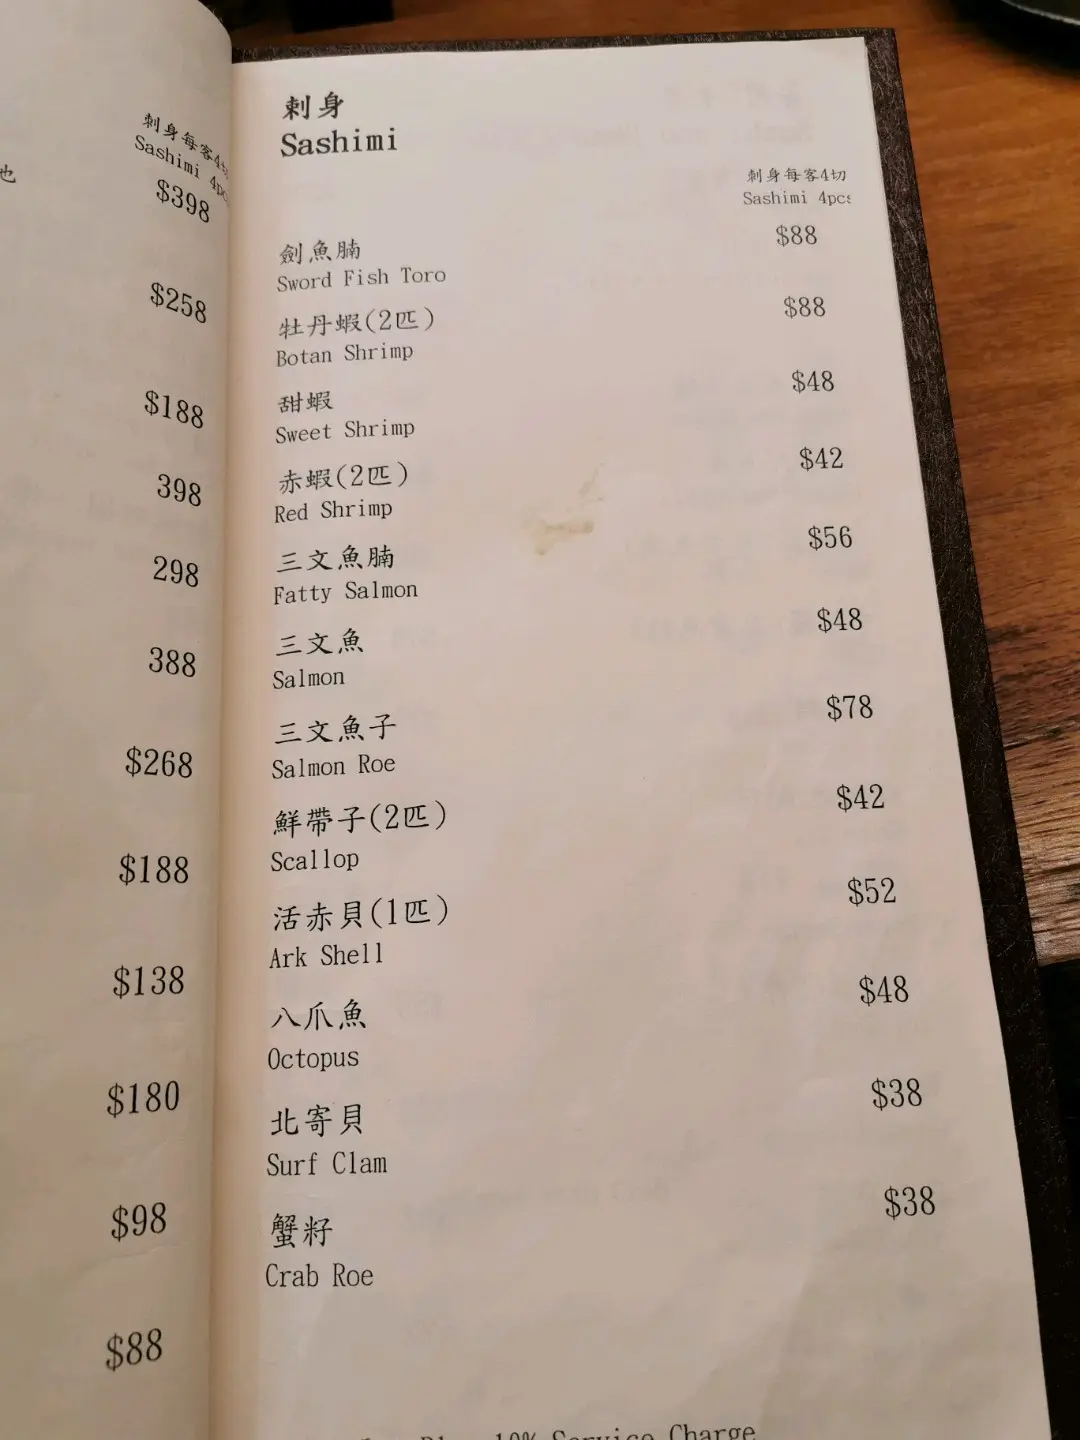 也
刺身每客4切
Sashimi 4pc
$398
$258
$188
398
298
388
$268
$188
$138
$180
$98
$88
刺身
Sashimi
刺身每客4切
Sashimi 4pcs
劍魚腩 $88
Sword Fish Toro
牡丹蝦(2匹) $88
Botan Shrimp
甜蝦 $48
Sweet Shrimp
赤蝦(2匹) $42
Red Shrimp
三文魚腩 $56
Fatty Salmon
三文魚 $48
Salmon
三文魚子 $78
Salmon Roe
鮮帶子(2匹) $42
Scallop
活赤貝(1匹) $52
Ark Shell
八爪魚 $48
Octopus
北寄貝 $38
Surf Clam
蟹籽 $38
Crab Roe
10% Service Charge